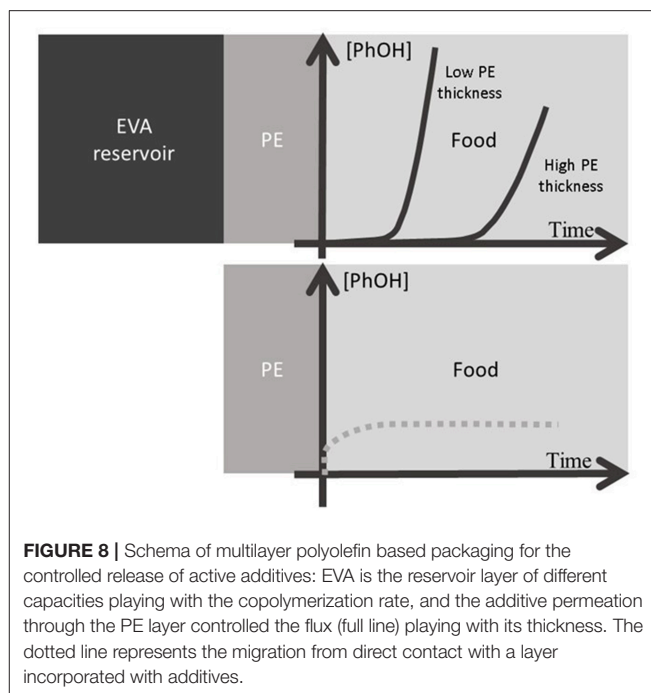 [PhOH]
Low PE
thickness
EVA
reservoir
PE
Food
High PE
thickness
Time
[PhOH]
PE
Food
Time
FIGURE 8 | Schema of multilayer polyolefin based packaging for the
controlled release of active additives: EVA is the reservoir layer of different
capacities playing with the copolymerization rate, and the additive permeation
through the PE layer controlled the flux (full line) playing with its thickness. The
dotted line represents the migration from direct contact with a layer
incorporated with additives.